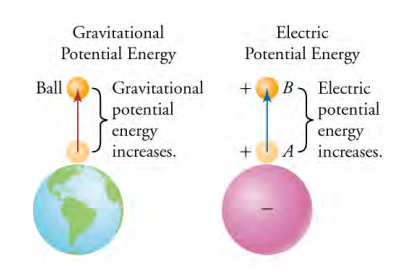 Gravitational
Potential Energy
Ball
Gravitational
potential
energy
increases.
Electric
Potential Energy
+
B
Electric
potential
energy
increases.
+
A
−